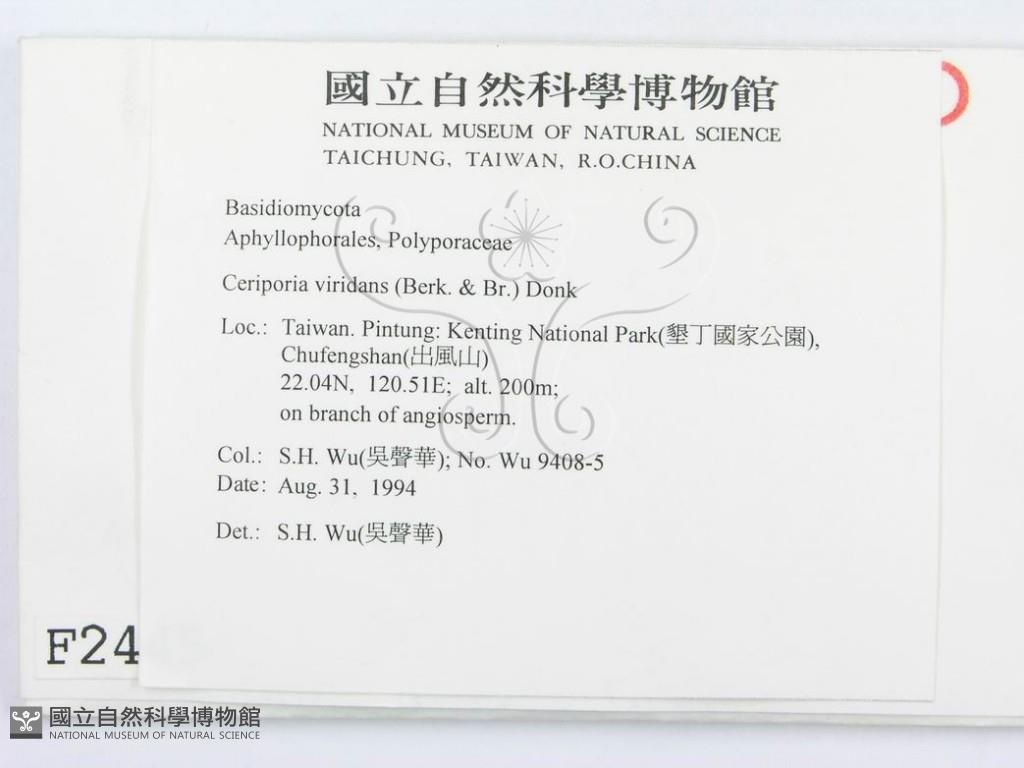 國立自然科學博物館
NATIONAL MUSEUM OF NATURAL SCIENCE
TAICHUNG, TAIWAN, R.O.CHINA
Basidiomycota
Aphyllophorales, Polyporaceae
Ceriporia viridans (Berk. & Br.) Donk
Loc.: Taiwan. Pintung: Kenting National Park(墾丁國家公園),
Chufengshan(出風山)
22.04N, 120.51E; alt. 200m;
on branch of angiosperm.
Col.: S.H. Wu(吳聲華); No. Wu 9408-5
Date: Aug. 31, 1994
Det.: S.H. Wu(吳聲華)
F24
國立自然科學博物館
NATIONAL MUSEUM OF NATURAL SCIENCE